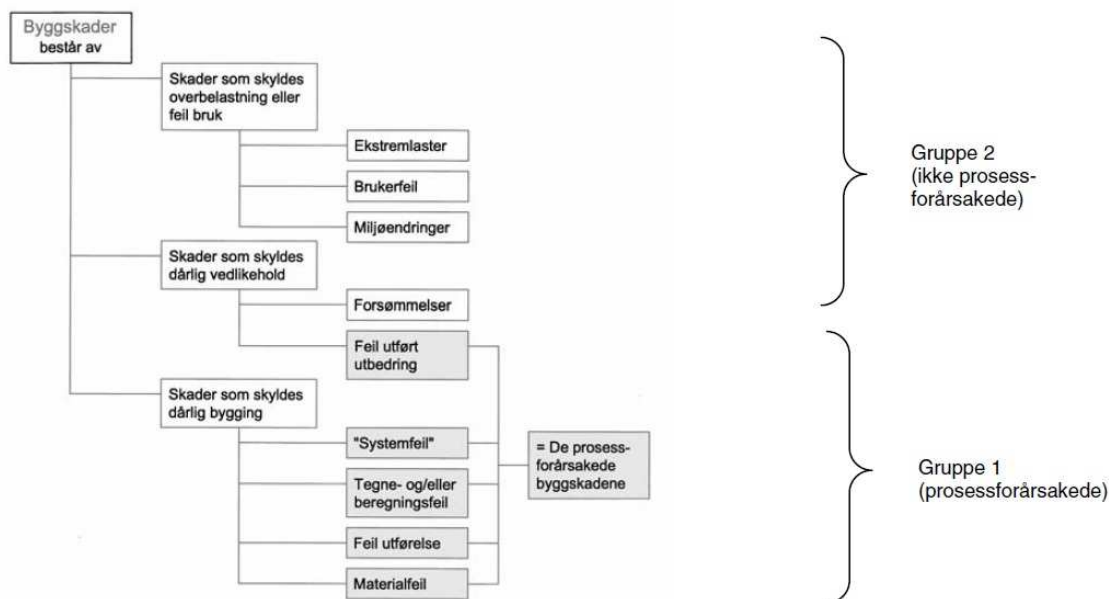 Byggskader
består av
Skader som skyldes
overbelastning eller
feil bruk
Ekstremlaster
Brukerfeil
Miljøendringer
Skader som skyldes
dårlig vedlikehold
Forsømmelser
Feil utført
utbedring
Skader som skyldes
dårlig bygging
"Systemfeil"
Tegne- og/eller
beregningsfeil
Feil utførelse
Materialfeil
= De prosess-
forårsakede
byggskadene
Gruppe 2
(ikke prosess-
forårsakede)
Gruppe 1
(prosessforårsakede)